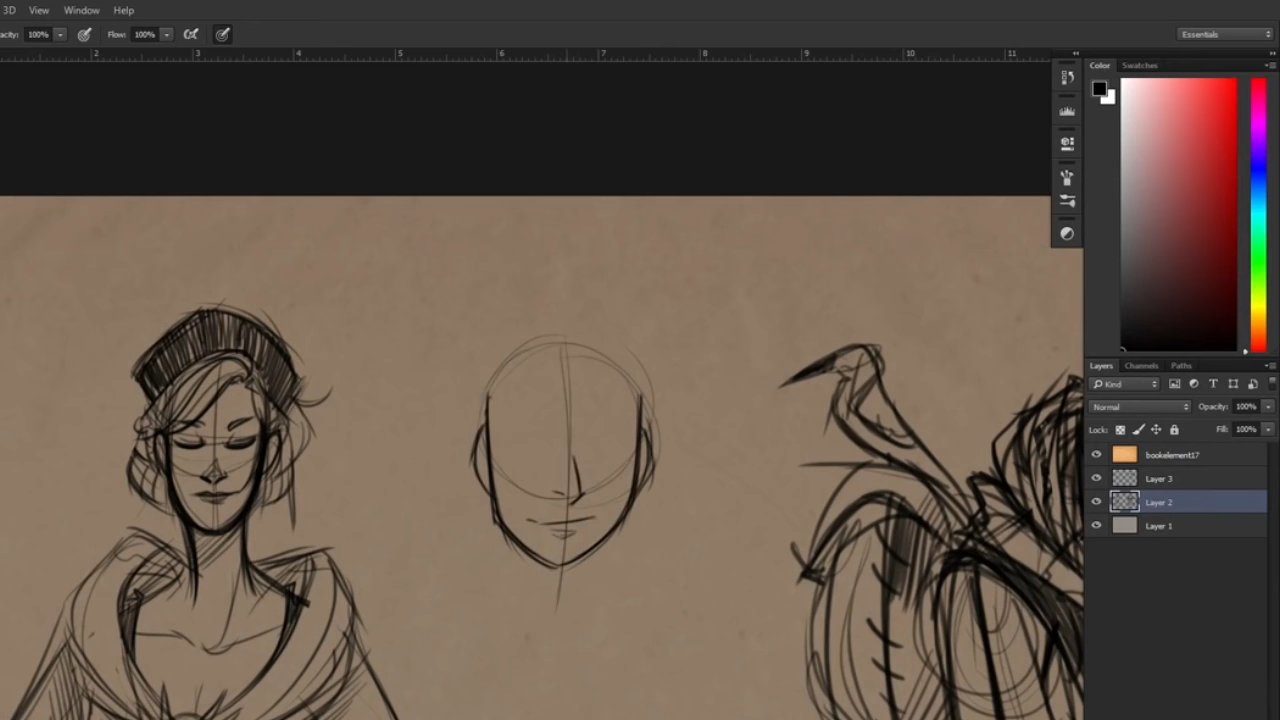 3D View Window Help
acity: 100% Flow: 100% Essentials
2 3 4 5 6 7 8 9 10 11
Color Swatches
Layers Channels Paths
Kind
Normal Opacity: 100%
Lock: Fill: 100%
bookelement17
Layer 3
Layer 2
Layer 1